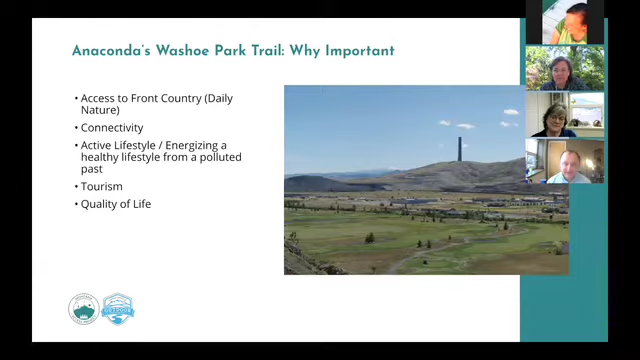 Anaconda's Washoe Park Trail: Why Important
• Access to Front Country (Daily
Nature)
• Connectivity
• Active Lifestyle / Energizing a
healthy lifestyle from a polluted
past
• Tourism
• Quality of Life
OUTDOOR